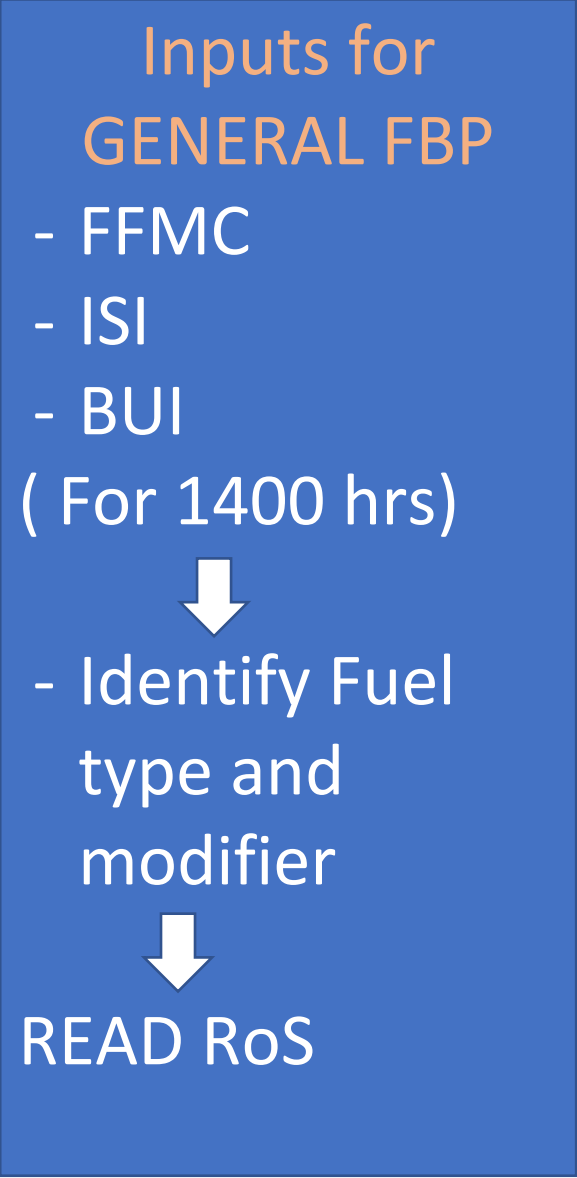 Inputs for
GENERAL FBP
- FFMC
- ISI
- BUI
( For 1400 hrs)
- Identify Fuel
type and
modifier
READ RoS